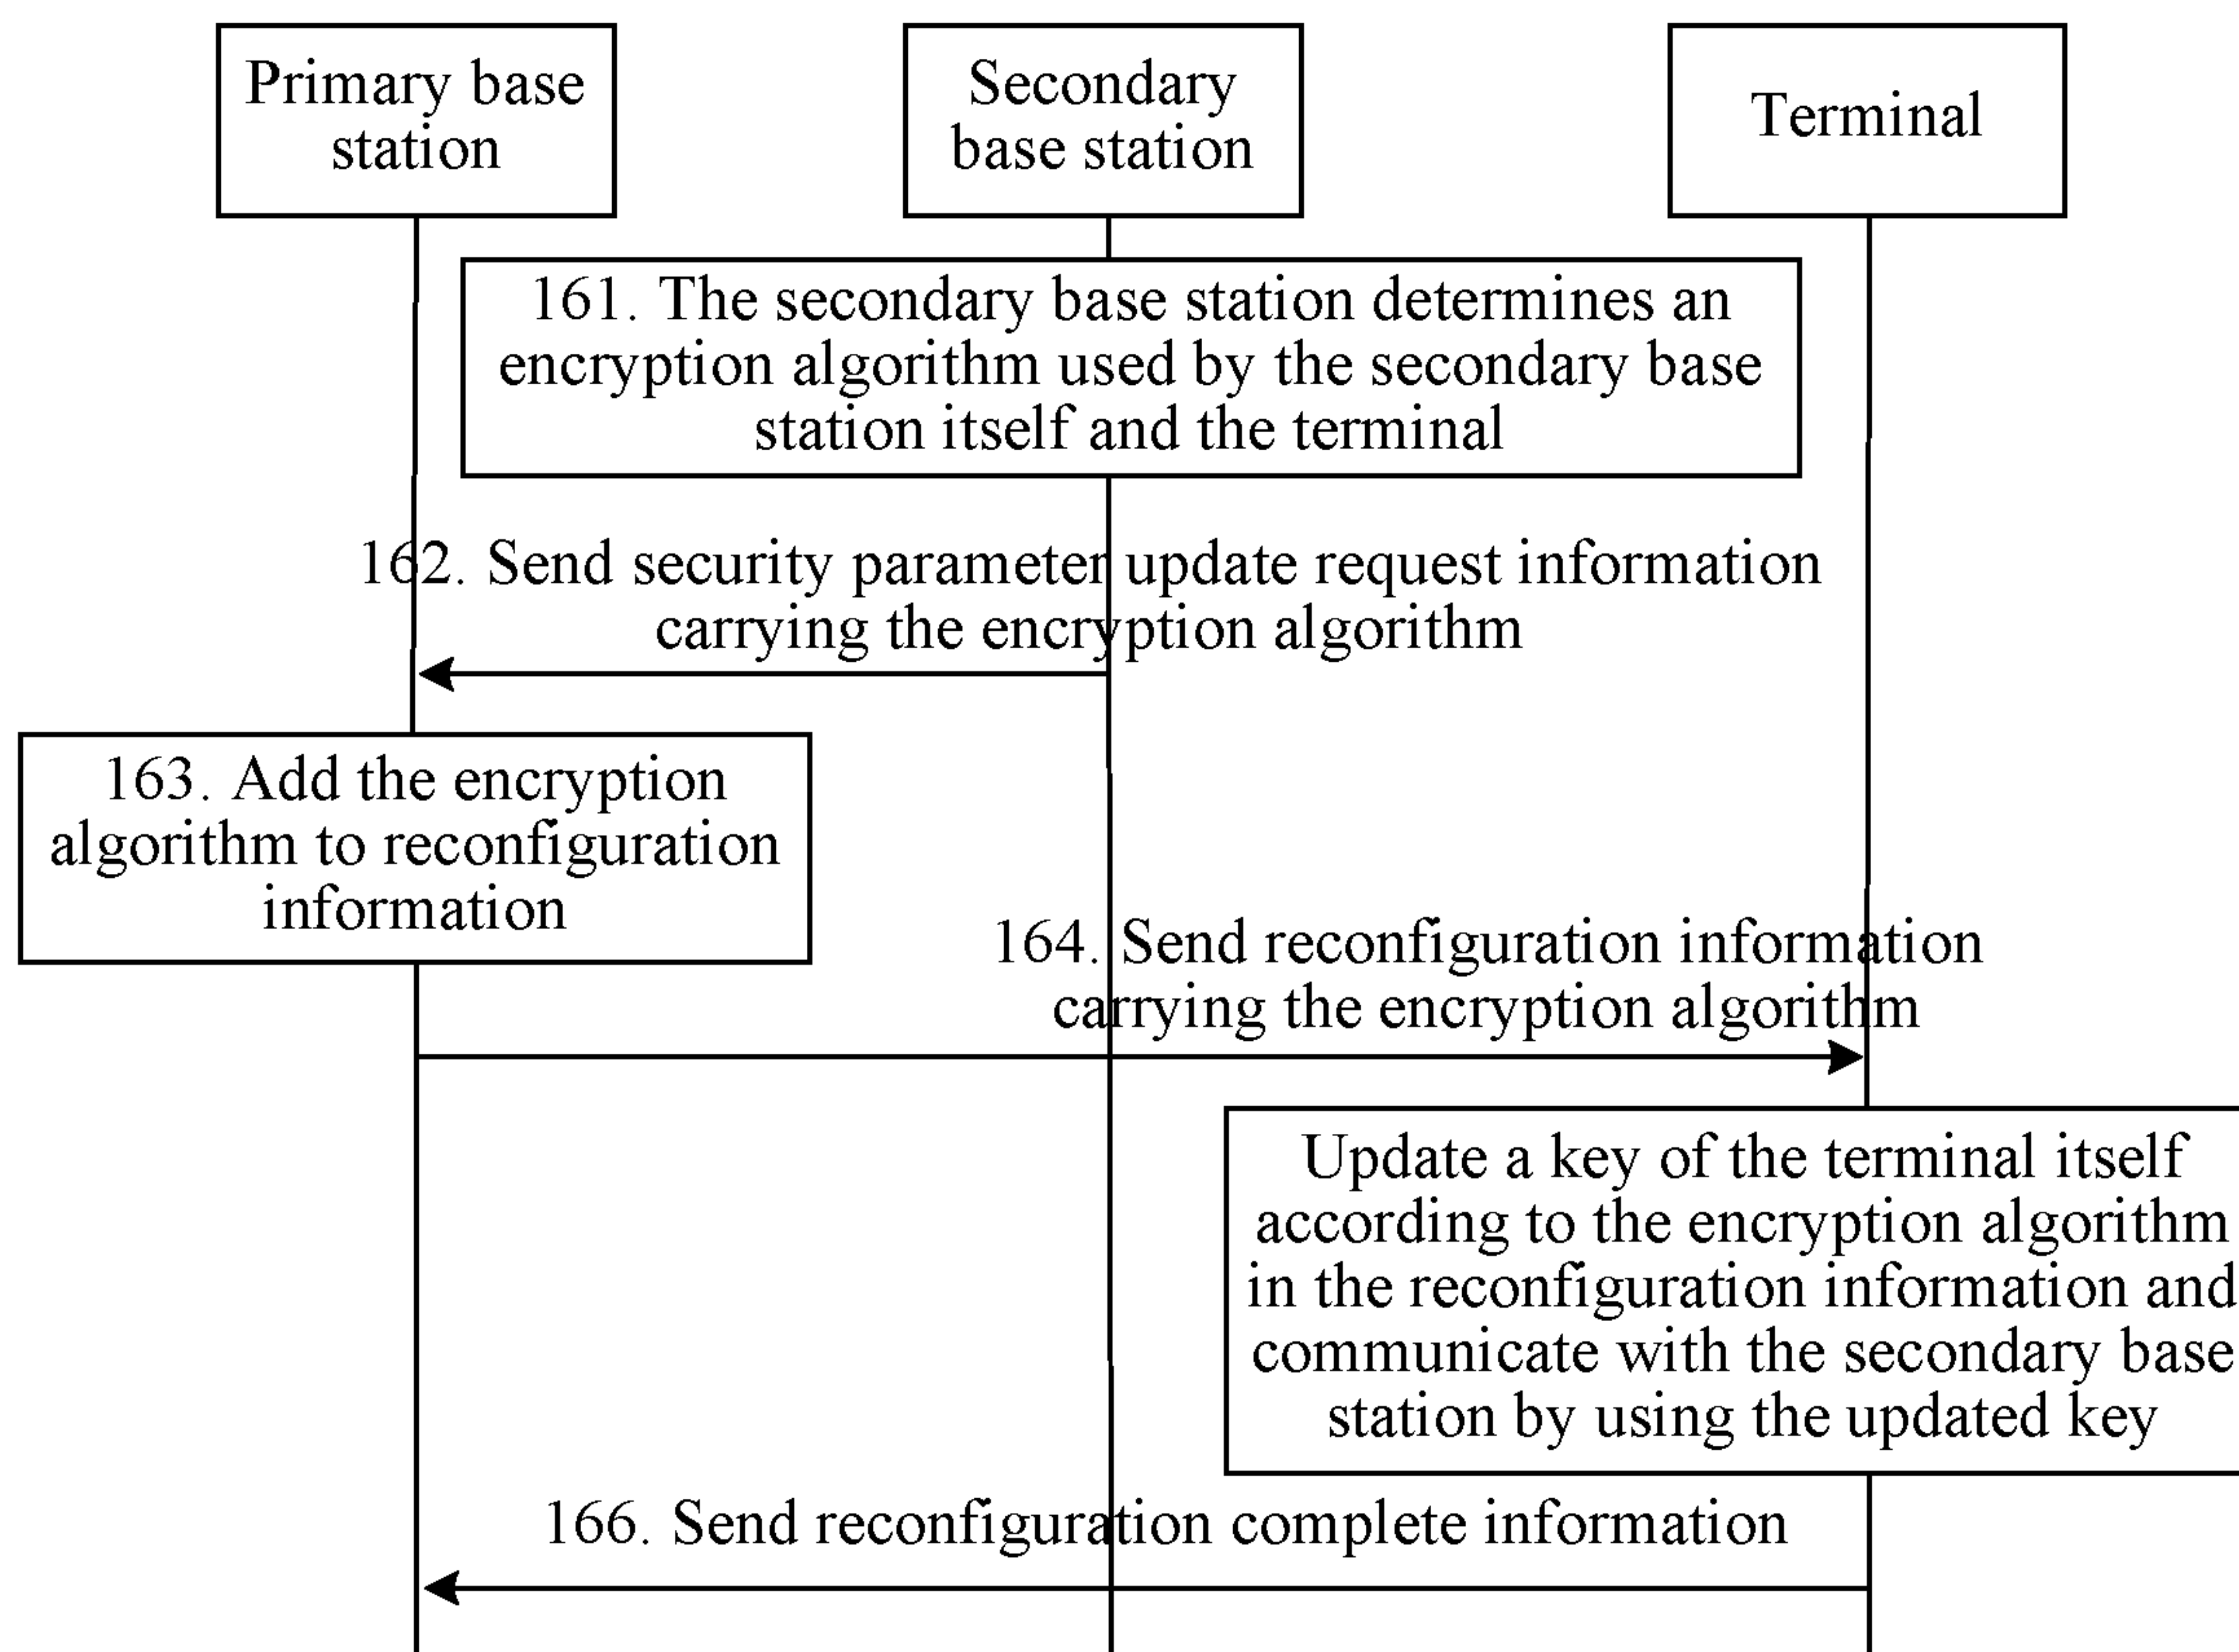 Primary base
station
Secondary
base station
Terminal
161. The secondary base station determines an
encryption algorithm used by the secondary base
station itself and the terminal
162. Send security parameter update request information
carrying the encryption algorithm
163. Add the encryption
algorithm to reconfiguration
information
164. Send reconfiguration information
carrying the encryption algorithm
Update a key of the terminal itself
according to the encryption algorithm
in the reconfiguration information and
communicate with the secondary base
station by using the updated key
166. Send reconfiguration complete information